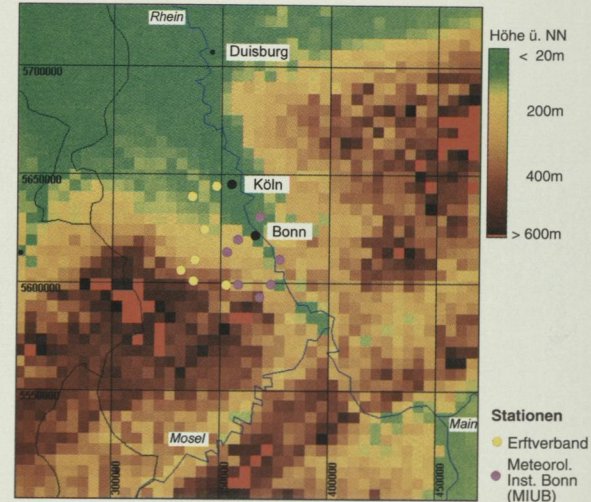 Rhein
Duisburg
Höhe ü. NN
< 20m
5700000
200m
400m
5650000
Köln
Bonn
> 600m
5600000
5550000
Stationen
Main
Erftverband
Mosel
Meteorol.
Inst. Bonn
(MIUB)
300000
400000
450000